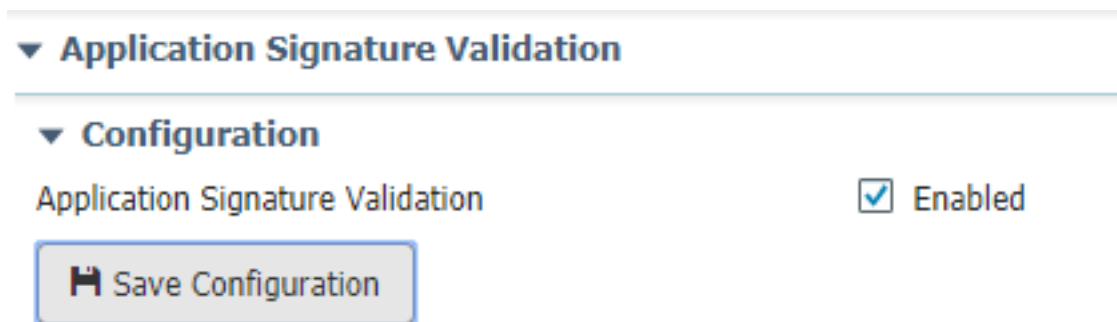 Application Signature Validation
Configuration
Application Signature Validation Enabled
Save Configuration